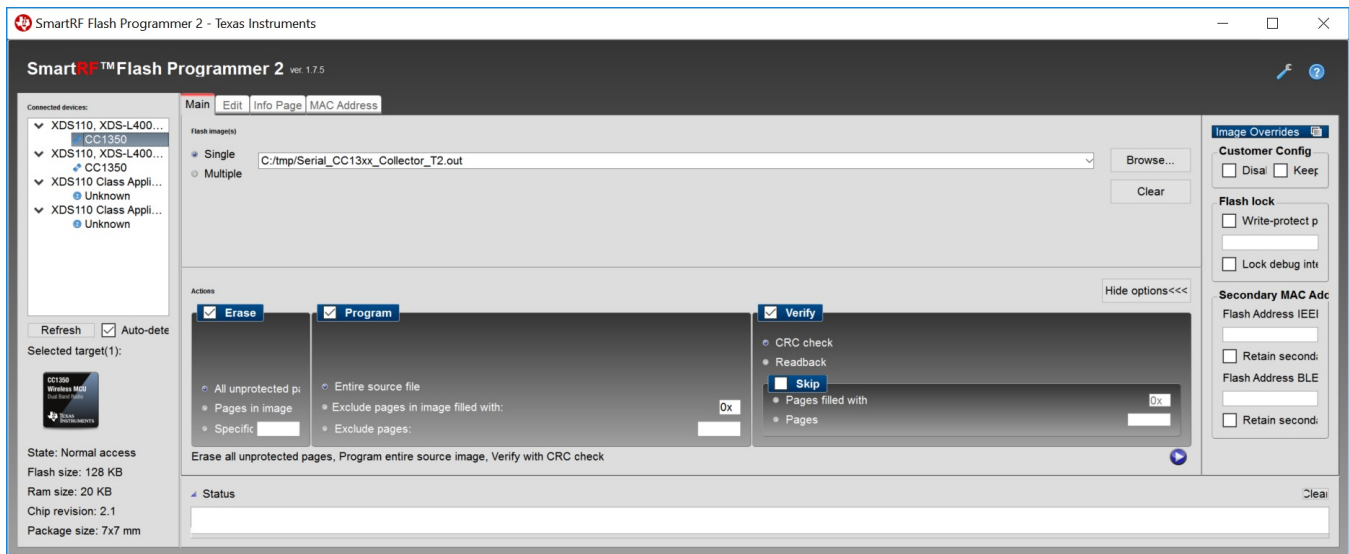 SmartRF Flash Programmer 2 - Texas Instruments
SmartRF™Flash Programmer 2 ver. 1.7.5
Connected devices:
XDS110, XDS-L400...
CC1350
XDS110, XDS-L400...
CC1350
XDS110 Class Appli...
Unknown
XDS110 Class Appli...
Unknown
Refresh
Auto-dete
Selected target(1):
CC1350
Wireless MCU
Dual Band Radio
TEXAS
INSTRUMENTS
State: Normal access
Flash size: 128 KB
Ram size: 20 KB
Chip revision: 2.1
Package size: 7x7 mm
Main Edit Info Page MAC Address
Flash image(s)
Single
C:/tmp/Serial_CC13xx_Collector_T2.out
Browse...
Multiple
Clear
Actions
Hide options<<<
Erase
All unprotected pa
Pages in image
Specific
Program
Entire source file
Exclude pages in image filled with:
0x
Exclude pages:
Verify
CRC check
Readback
Skip
Pages filled with
0x
Pages
Erase all unprotected pages, Program entire source image, Verify with CRC check
Status
Clear
Image Overrides
Customer Config
Disal
Keep
Flash lock
Write-protect p
Lock debug inte
Secondary MAC Add
Flash Address IEEI
Retain seconda
Flash Address BLE
Retain seconda